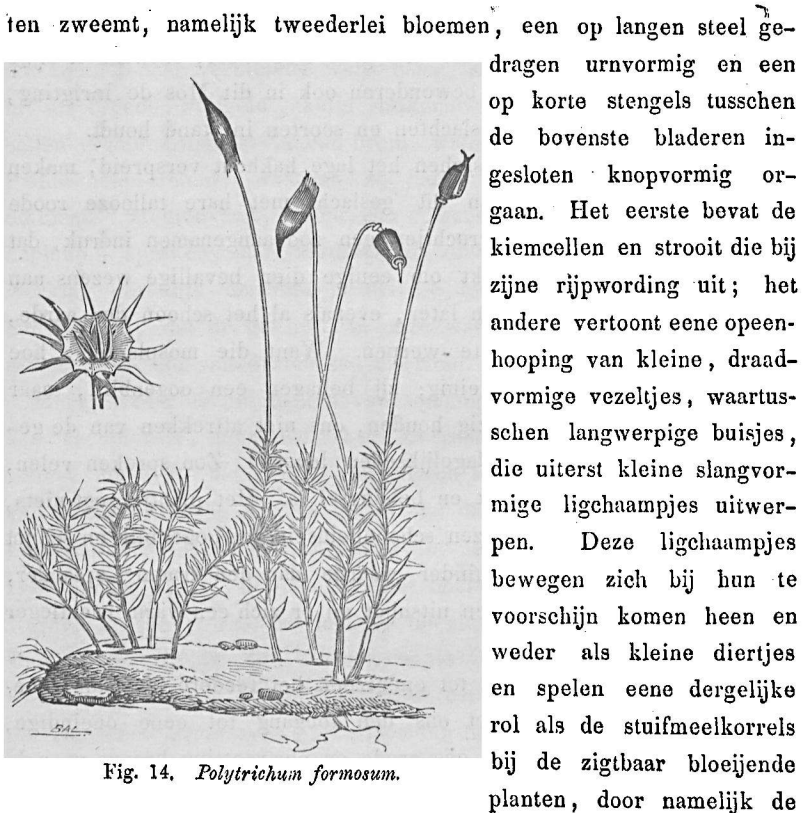 ten zweemt, namelijk tweederlei bloemen, een op langen steel ge-
dragen urnvormig en een
op korte stengels tusschen
de bovenste bladeren in-
gesloten knopvormig or-
gaan. Het eerste bevat de
kiemcellen en strooit die bij
zijne rijpwording uit; het
andere vertoont eene opeen-
hooping van kleine, draad-
vormige vezeltjes, waartus-
schen langwerpige buisjes,
die uiterst kleine slangvor-
mige ligchaampjes uitwer-
pen. Deze ligchaampjes
bewegen zich bij hun te
voorschijn komen heen en
weder als kleine diertjes
en spelen eene dergelijke
rol als de stuifmeelkorrels
bij de zigtbaar bloeijende
planten, door namelijk de
Fig. 14. Polytrichum formosum.